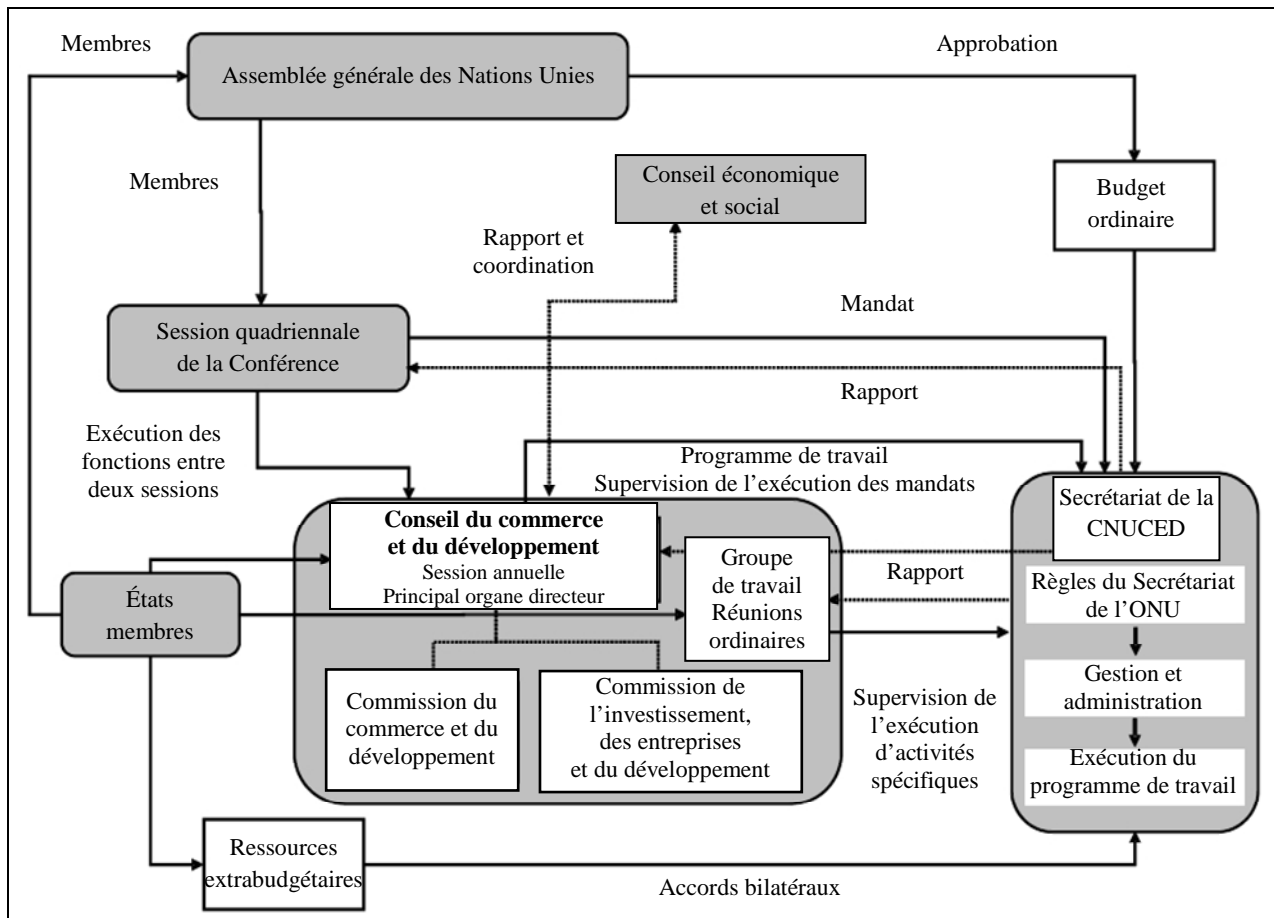 Membres
Approbation
Assemblée générale des Nations Unies
Membres
Conseil économique
et social
Budget
ordinaire
Rapport et
coordination
Mandat
Session quadriennale
de la Conférence
Rapport
Exécution des
fonctions entre
deux sessions
Programme de travail
Supervision de l’exécution des mandats
Secrétariat de la
CNUCED
Conseil du commerce
et du développement
Session annuelle
Principal organe directeur
Groupe
de travail
Réunions
ordinaires
Rapport
Règles du Secrétariat
de l’ONU
États
membres
Gestion et
administration
Commission du
commerce et du
développement
Commission de
l’investissement,
des entreprises
et du développement
Supervision de
l’exécution
d’activités
spécifiques
Exécution du
programme de travail
Ressources
extrabudgétaires
Accords bilatéraux